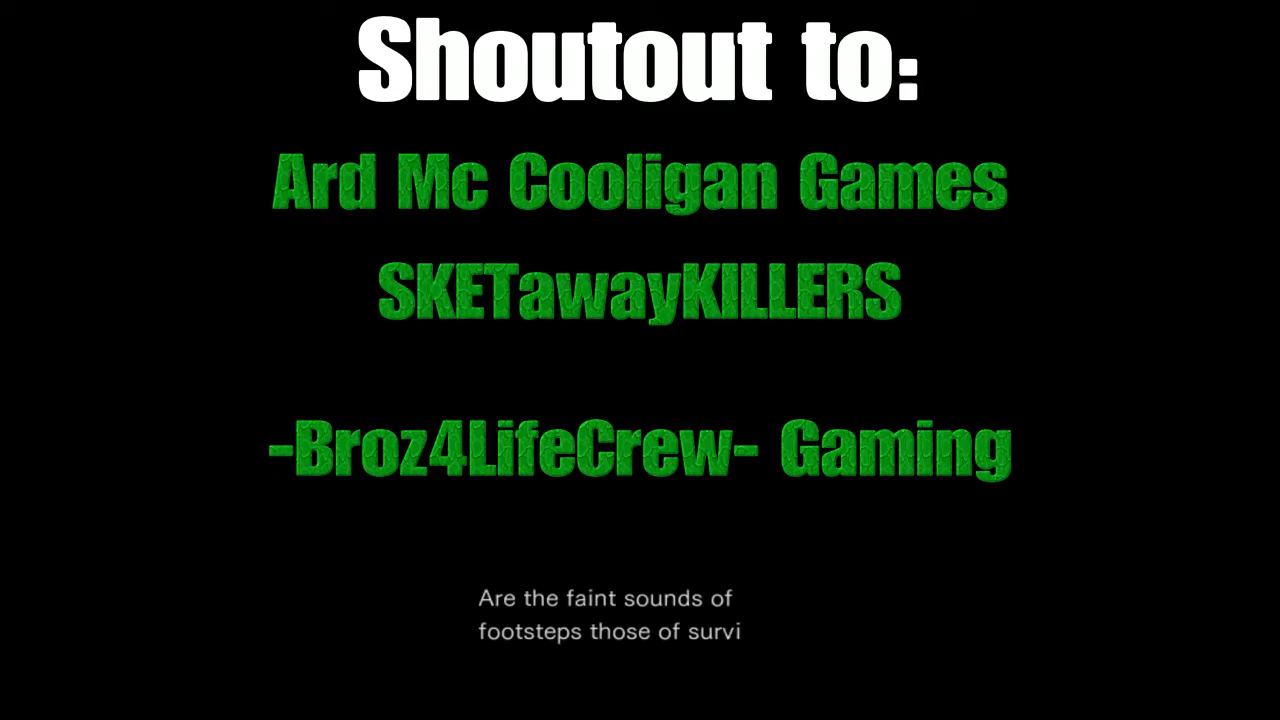 Shoutout to:
Ard Mc Cooligan Games
SKETawayKILLERS
-Broz4LifeCrew- Gaming
Are the faint sounds of
footsteps those of survi